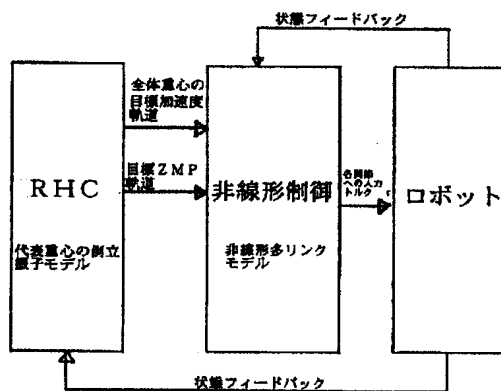 状態フィードバック
全体重心の
目標加速度
軌道
目標ZMP
軌道
RHC
代表重心の倒立
振子モデル
非線形制御
非線形多リンク
モデル
各関節
への入力
トルク τ
ロボット
状態フィードバック